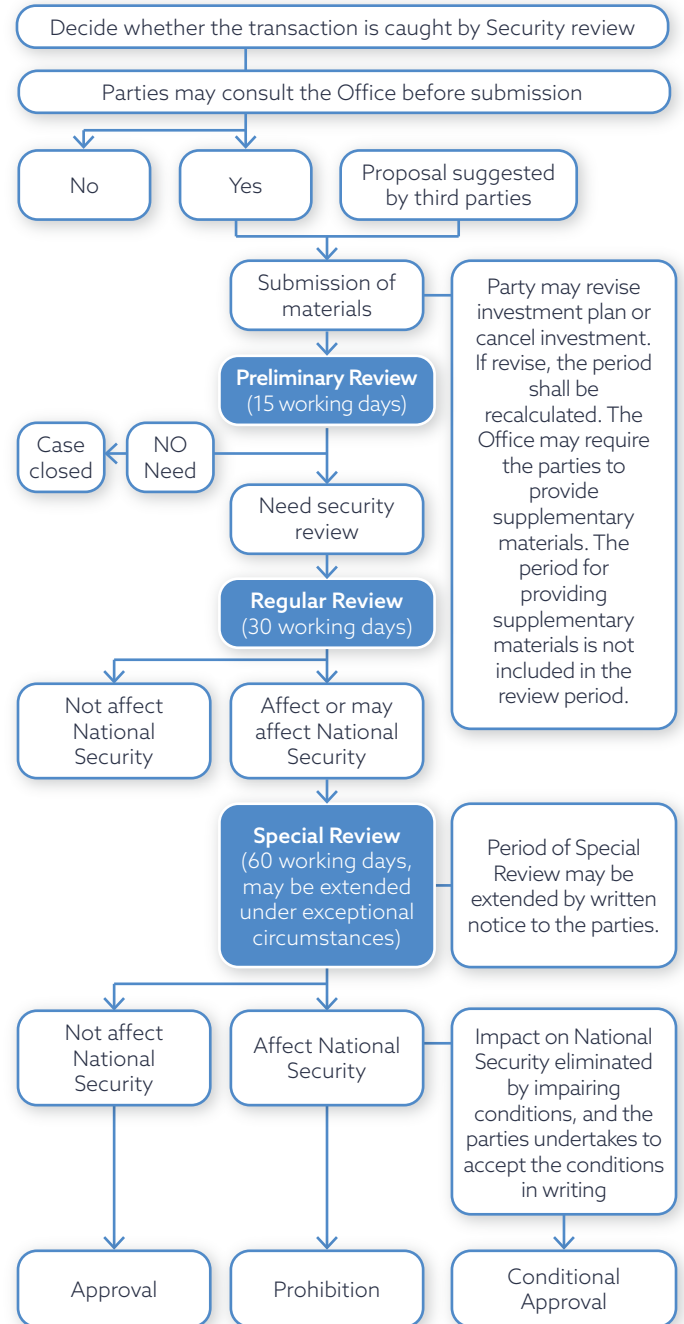 Decide whether the transaction is caught by Security review
Parties may consult the Office before submission
No
Yes
Proposal suggested
by third parties
Submission of
materials
Party may revise
investment plan or
cancel investment.
If revise, the period
shall be
recalculated. The
Office may require
the parties to
provide
supplementary
materials. The
period for
providing
supplementary
materials is not
included in the
review period.
Preliminary Review
(15 working days)
Case
closed
NO
Need
Need security
review
Regular Review
(30 working days)
Not affect
National
Security
Affect or may
affect National
Security
Special Review
(60 working days,
may be extended
under exceptional
circumstances)
Period of Special
Review may be
extended by written
notice to the parties.
Not affect
National
Security
Affect National
Security
Impact on National
Security eliminated
by impairing
conditions, and the
parties undertakes to
accept the conditions
in writing
Approval
Prohibition
Conditional
Approval